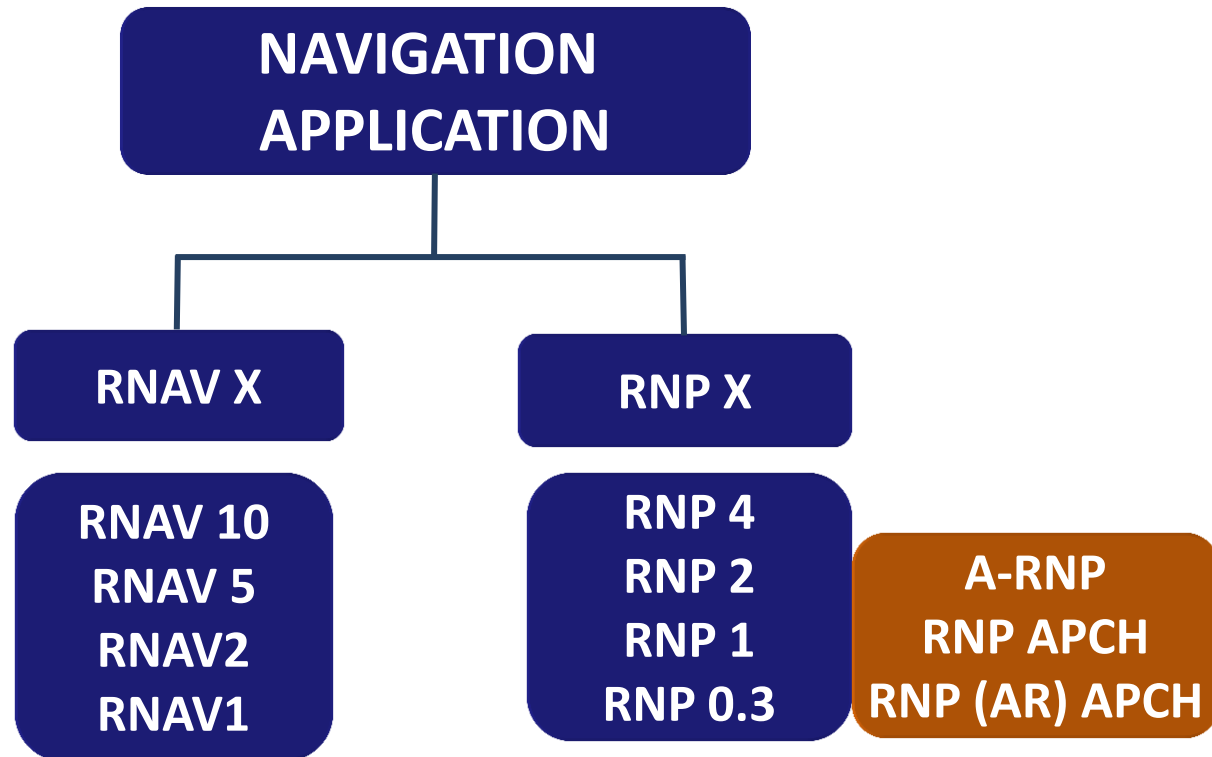 NAVIGATION
APPLICATION
RNAV X
RNP X
RNAV 10
RNAV 5
RNAV2
RNAV1
RNP 4
RNP 2
RNP 1
RNP 0.3
A-RNP
RNP APCH
RNP (AR) APCH